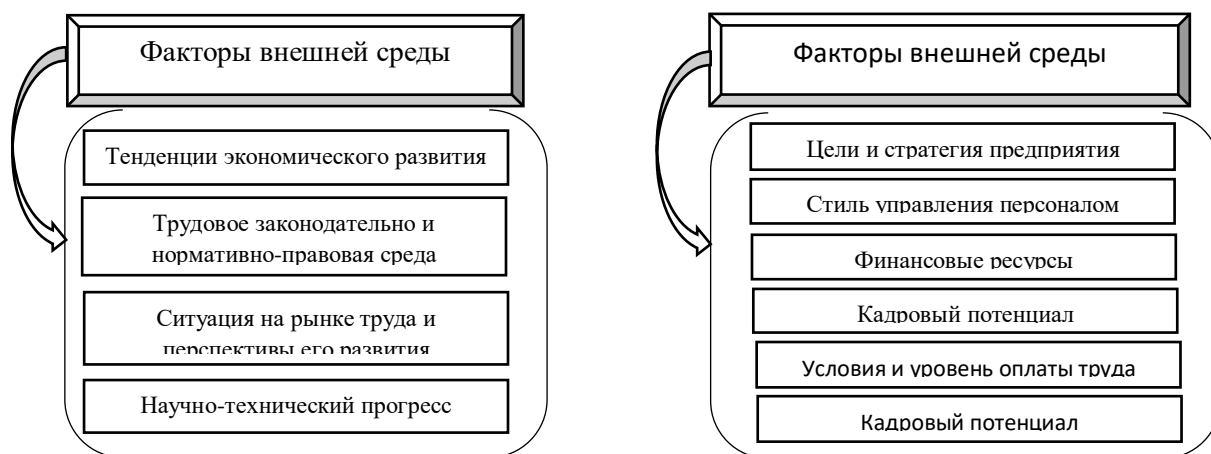 Факторы внешней среды
Тенденции экономического развития
Трудовое законодательно и
нормативно-правовая среда
Ситуация на рынке труда и
перспективы его развития
Научно-технический прогресс
Факторы внешней среды
Цели и стратегия предприятия
Стиль управления персоналом
Финансовые ресурсы
Кадровый потенциал
Условия и уровень оплаты труда
Кадровый потенциал